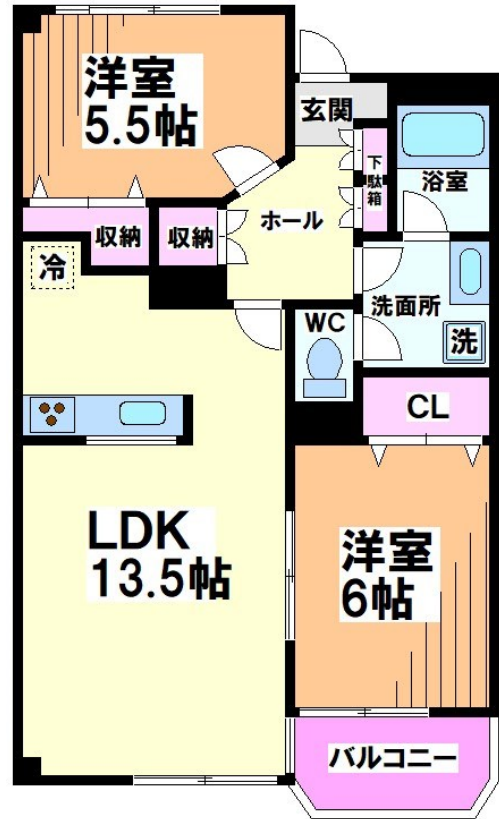 洋室
5.5帖
玄関
下駄箱
浴室
収納
収納
ホール
冷
洗面所
WC
洗
CL
LDK
13.5帖
洋室
6帖
バルコニー